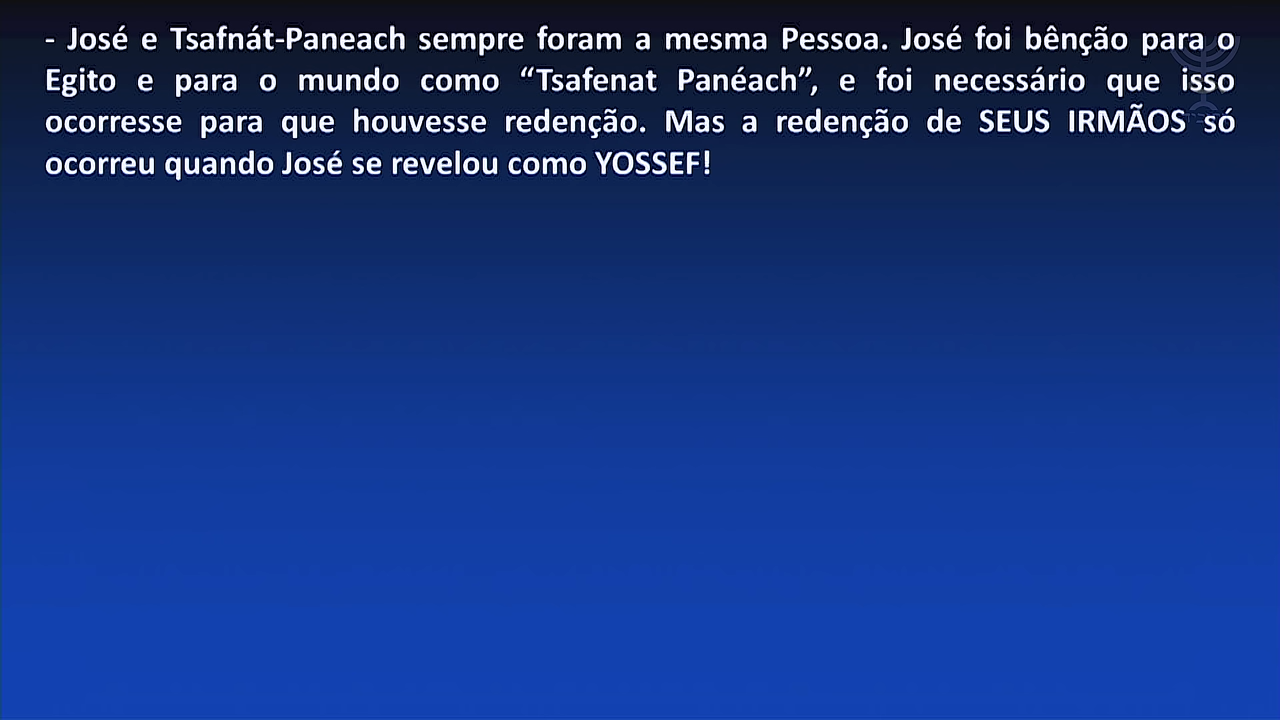 - José e Tsafnát-Paneach sempre foram a mesma Pessoa. José foi bênção para o
Egito e para o mundo como “Tsafenat Panéach”, e foi necessário que isso
ocorresse para que houvesse redenção. Mas a redenção de SEUS IRMÃOS só
ocorreu quando José se revelou como YOSSEF!